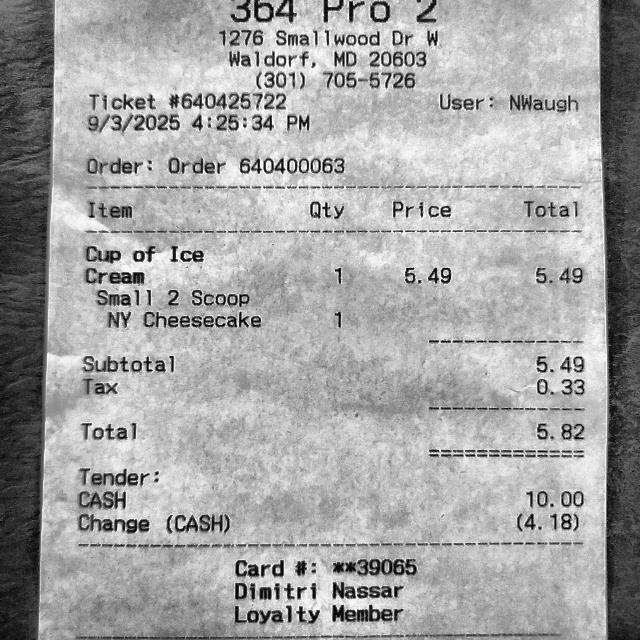 364 Pro 2
1276 Smallwood Dr W
Waldorf, MD 20603
(301) 705-5726
Ticket #640425722 User: NWaugh
9/3/2025 4:25:34 PM
Order: Order 640400063
Item Qty Price Total
Cup of Ice
Cream 1 5.49 5.49
Small 2 Scoop
NY Cheesecake 1
Subtotal 5.49
Tax 0.33
Total 5.82
Tender:
CASH 10.00
Change (CASH) (4.18)
Card #: **39065
Dimitri Nassar
Loyalty Member